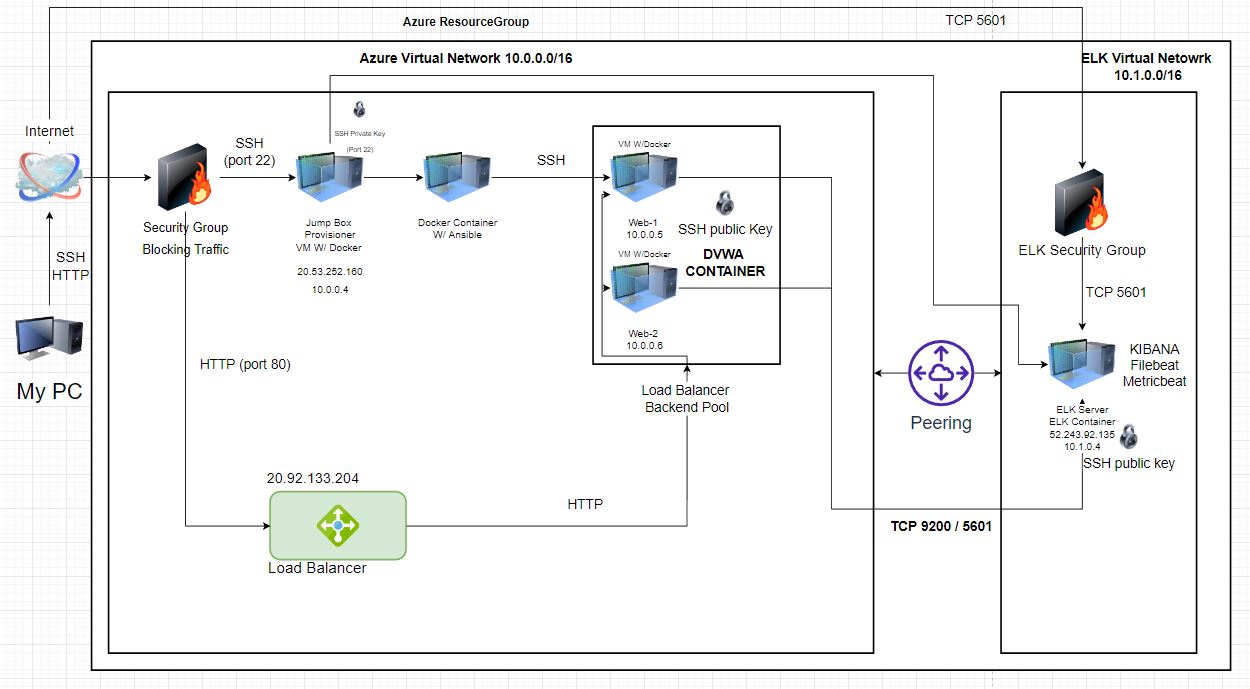 Azure ResourceGroup
TCP 5601
Azure Virtual Network 10.0.0.0/16
ELK Virtual Netowrk
10.1.0.0/16
Internet
SSH
(port 22)
SSH Private Key
(Port 22)
SSH
VM W/Docker
Security Group
Blocking Traffic
Jump Box
Provisioner
VM W/ Docker
20.53.252.160
10.0.0.4
Docker Container
W/ Ansible
Web-1
10.0.0.5
SSH public Key
VM W/Docker
DVWA
CONTAINER
Web-2
10.0.0.6
ELK Security Group
SSH
HTTP
TCP 5601
My PC
HTTP (port 80)
Load Balancer
Backend Pool
Peering
KIBANA
Filebeat
Metricbeat
ELK Server
ELK Container
52.243.92.135
10.1.0.4
SSH public key
20.92.133.204
HTTP
Load Balancer
TCP 9200 / 5601